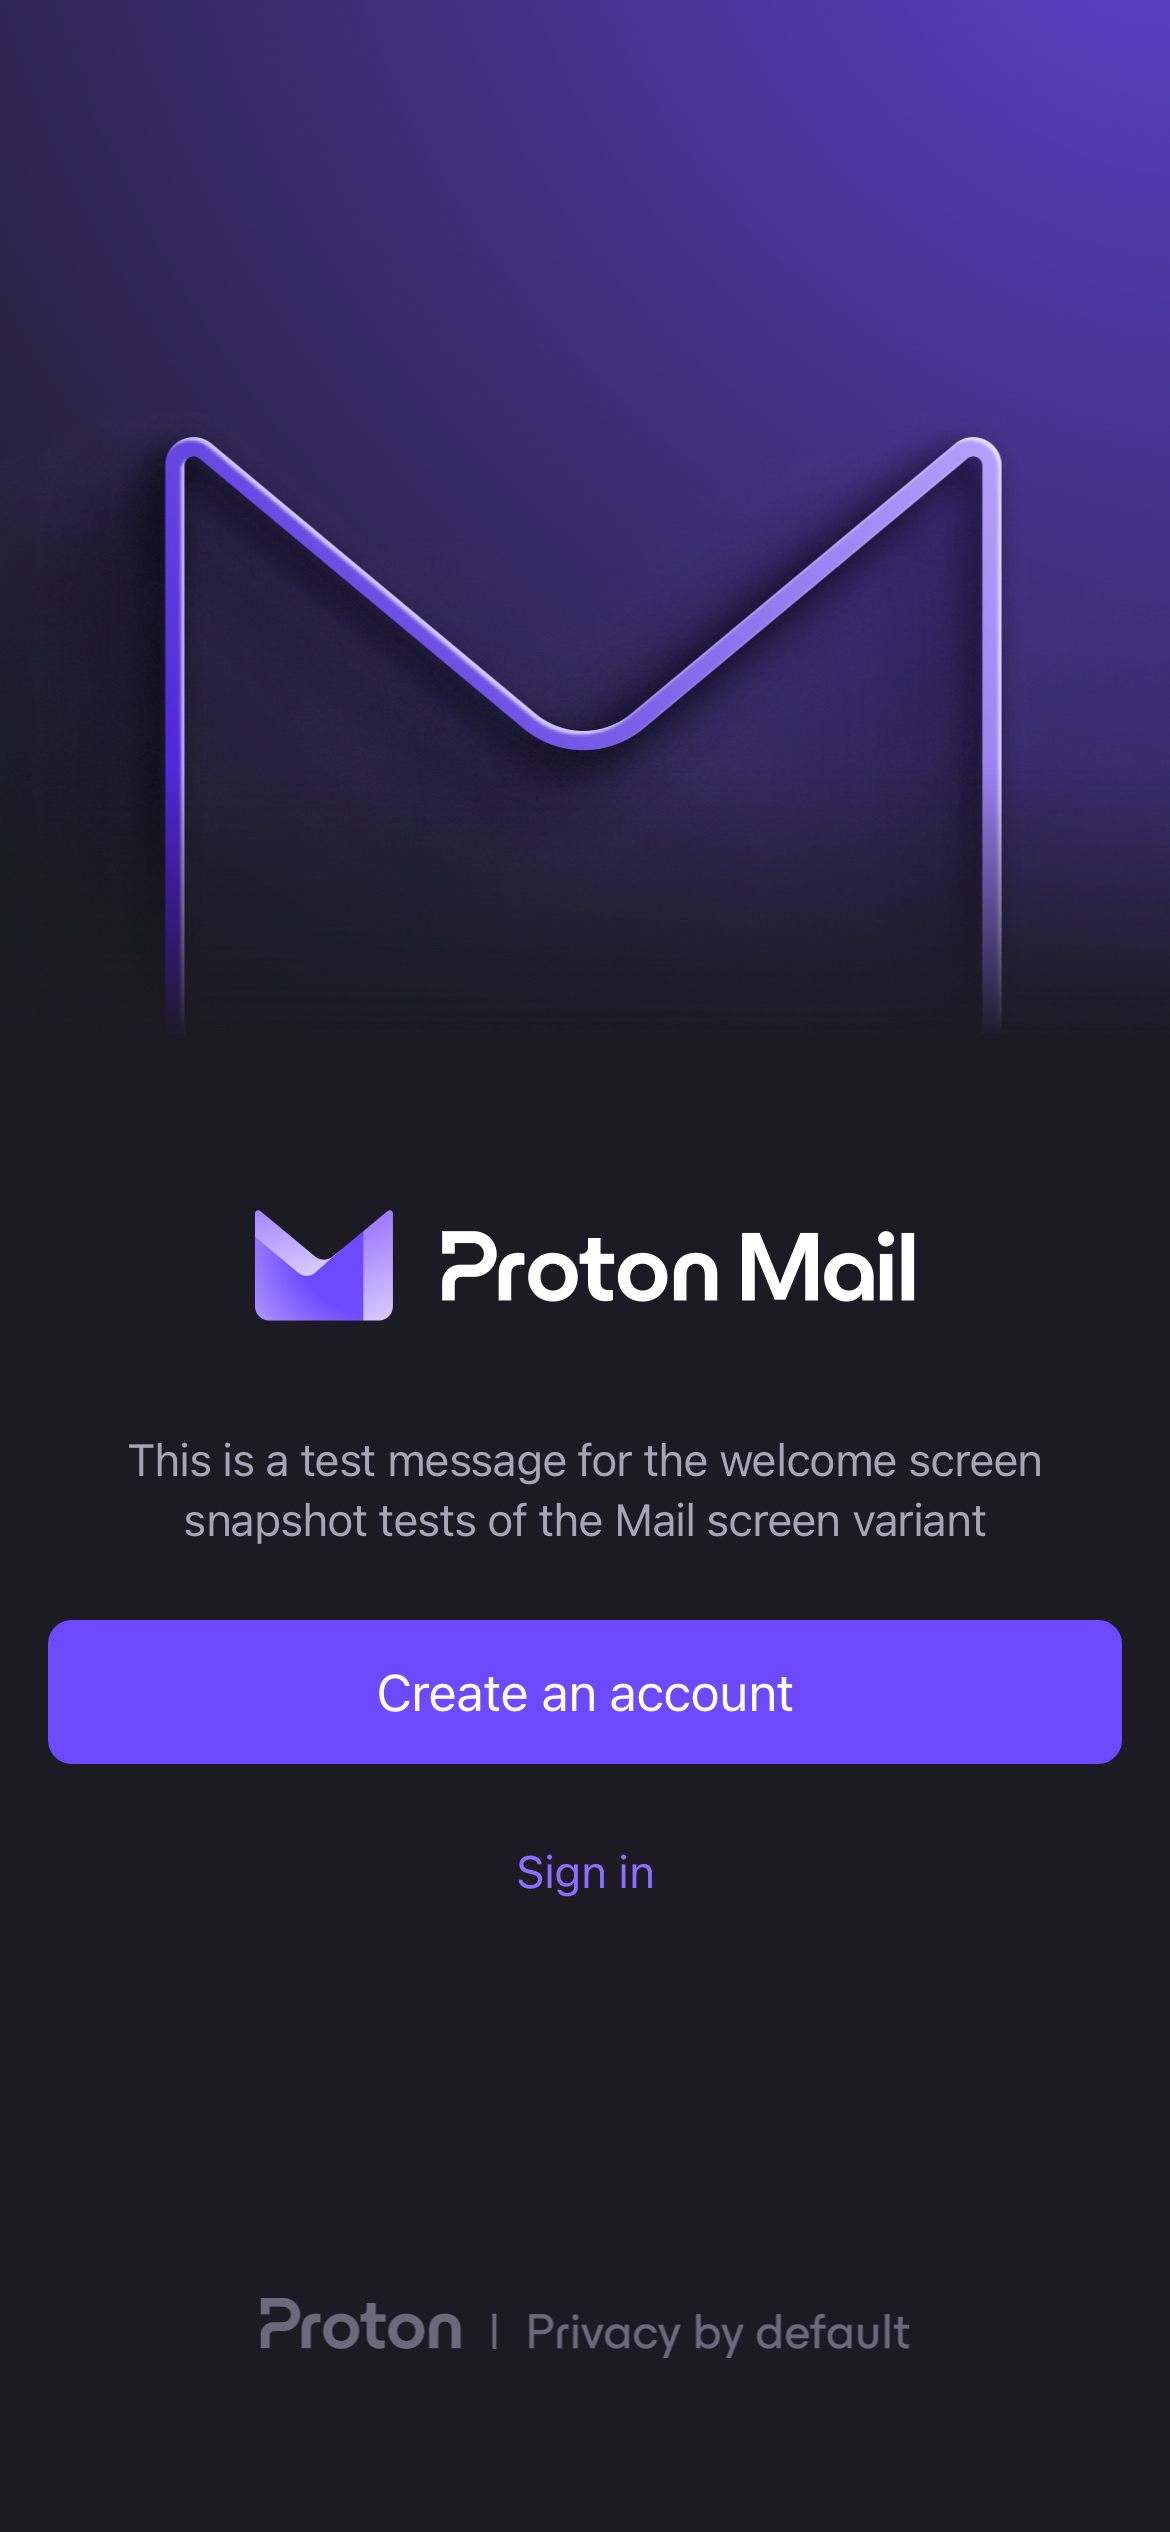 Proton Mail
This is a test message for the welcome screen
snapshot tests of the Mail screen variant
Create an account
Sign in
Proton | Privacy by default